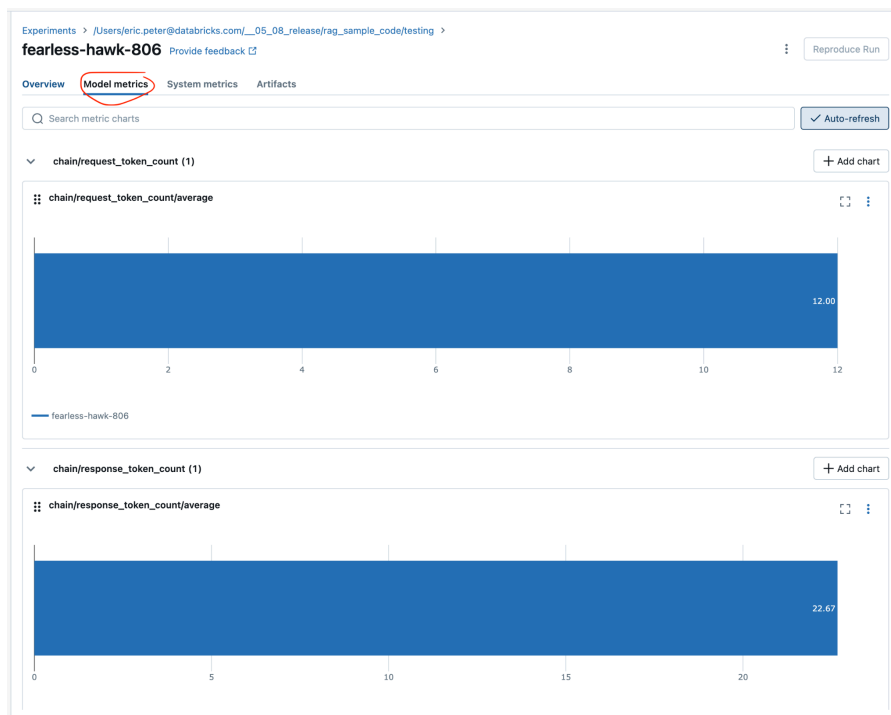 Experiments > /Users/eric.peter@databricks.com/__05_08_release/rag_sample_code/testing >
fearless-hawk-806 Provide feedback
Reproduce Run
Overview Model metrics System metrics Artifacts
Search metric charts
Auto-refresh
chain/request_token_count (1)
+ Add chart
chain/request_token_count/average
12.00
0 2 4 6 8 10 12
fearless-hawk-806
chain/response_token_count (1)
+ Add chart
chain/response_token_count/average
22.67
0 5 10 15 20